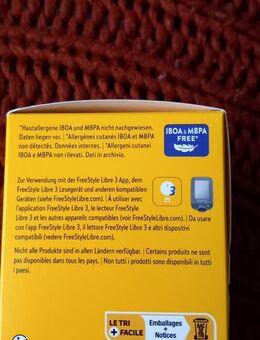 *Hautallergene IBOA und MBPA nicht nachgewiesen.
Daten liegen vor. | *Allergènes cutanés IBOA et MBPA
non détectés. Données internes. | *Allergeni cutanei
IBOA e MBPA non rilevati. Dati in archivio.
IBOA & MBPA
FREE*
Zur Verwendung mit der FreeStyle Libre 3 App, dem
FreeStyle Libre 3 Lesegerät und anderen kompatiblen
Geräten (siehe FreeStyleLibre.com). | À utiliser avec
l'application FreeStyle Libre 3, le lecteur FreeStyle
Libre 3 et les autres appareils compatibles (voir FreeStyleLibre.com). | Da usare
con l'app FreeStyle Libre 3, il lettore FreeStyle Libre 3 e altri dispositivi
compatibili (vedere FreeStyleLibre.com).
3
Nicht alle Produkte sind in allen Ländern verfügbar. | Certains produits ne sont
pas disponibles dans tous les pays. | Non tutti i prodotti sono disponibili in tutti
i paesi.
LE TRI
+ FACILE
Emballages
+ Notices